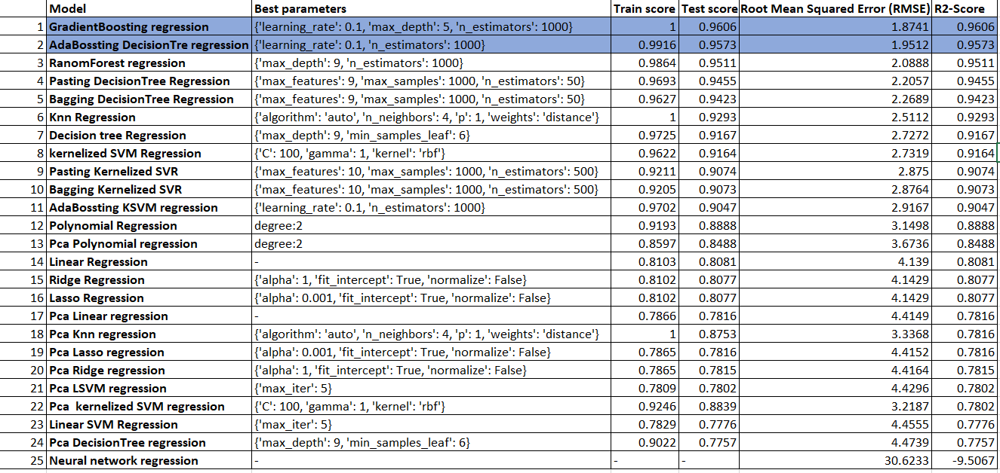 Model Best parameters Train score Test score Root Mean Squared Error (RMSE) R2-Score
1 GradientBoosting regression {'learning_rate': 0.1, 'max_depth': 5, 'n_estimators': 1000} 1 0.9606 1.8741 0.9606
2 AdaBossting DecisionTre regression {'learning_rate': 0.1, 'n_estimators': 1000} 0.9916 0.9573 1.9512 0.9573
3 RanomForest regression {'max_depth': 9, 'n_estimators': 1000} 0.9864 0.9511 2.0888 0.9511
4 Pasting DecisionTree Regression {'max_features': 9, 'max_samples': 1000, 'n_estimators': 50} 0.9693 0.9455 2.2057 0.9455
5 Bagging DecisionTree Regression {'max_features': 9, 'max_samples': 1000, 'n_estimators': 50} 0.9627 0.9423 2.2689 0.9423
6 Knn Regression {'algorithm': 'auto', 'n_neighbors': 4, 'p': 1, 'weights': 'distance'} 1 0.9293 2.5112 0.9293
7 Decision tree Regression {'max_depth': 9, 'min_samples_leaf': 6} 0.9725 0.9167 2.7272 0.9167
8 kernelized SVM Regression {'C': 100, 'gamma': 1, 'kernel': 'rbf'} 0.9622 0.9164 2.7319 0.9164
9 Pasting Kernelized SVR {'max_features': 10, 'max_samples': 1000, 'n_estimators': 500} 0.9211 0.9074 2.875 0.9074
10 Bagging Kernelized SVR {'max_features': 10, 'max_samples': 1000, 'n_estimators': 500} 0.9205 0.9073 2.8764 0.9073
11 AdaBossting KSVM regression {'learning_rate': 0.1, 'n_estimators': 1000} 0.9702 0.9047 2.9167 0.9047
12 Polynomial Regression degree:2 0.9193 0.8888 3.1498 0.8888
13 Pca Polynomial regression degree:2 0.8597 0.8488 3.6736 0.8488
14 Linear Regression - 0.8103 0.8081 4.139 0.8081
15 Ridge Regression {'alpha': 1, 'fit_intercept': True, 'normalize': False} 0.8102 0.8077 4.1429 0.8077
16 Lasso Regression {'alpha': 0.001, 'fit_intercept': True, 'normalize': False} 0.8102 0.8077 4.1429 0.8077
17 Pca Linear regression - 0.7866 0.7816 4.4149 0.7816
18 Pca Knn regression {'algorithm': 'auto', 'n_neighbors': 4, 'p': 1, 'weights': 'distance'} 1 0.8753 3.3368 0.7816
19 Pca Lasso regression {'alpha': 0.001, 'fit_intercept': True, 'normalize': False} 0.7865 0.7816 4.4152 0.7816
20 Pca Ridge regression {'alpha': 1, 'fit_intercept': True, 'normalize': False} 0.7865 0.7815 4.4164 0.7815
21 Pca LSVM regression {'max_iter': 5} 0.7809 0.7802 4.4296 0.7802
22 Pca kernelized SVM regression {'C': 100, 'gamma': 1, 'kernel': 'rbf'} 0.9246 0.8839 3.2187 0.7802
23 Linear SVM Regression {'max_iter': 5} 0.7829 0.7776 4.4555 0.7776
24 Pca DecisionTree regression {'max_depth': 9, 'min_samples_leaf': 6} 0.9022 0.7757 4.4739 0.7757
25 Neural network regression - - - 30.6233 -9.5067